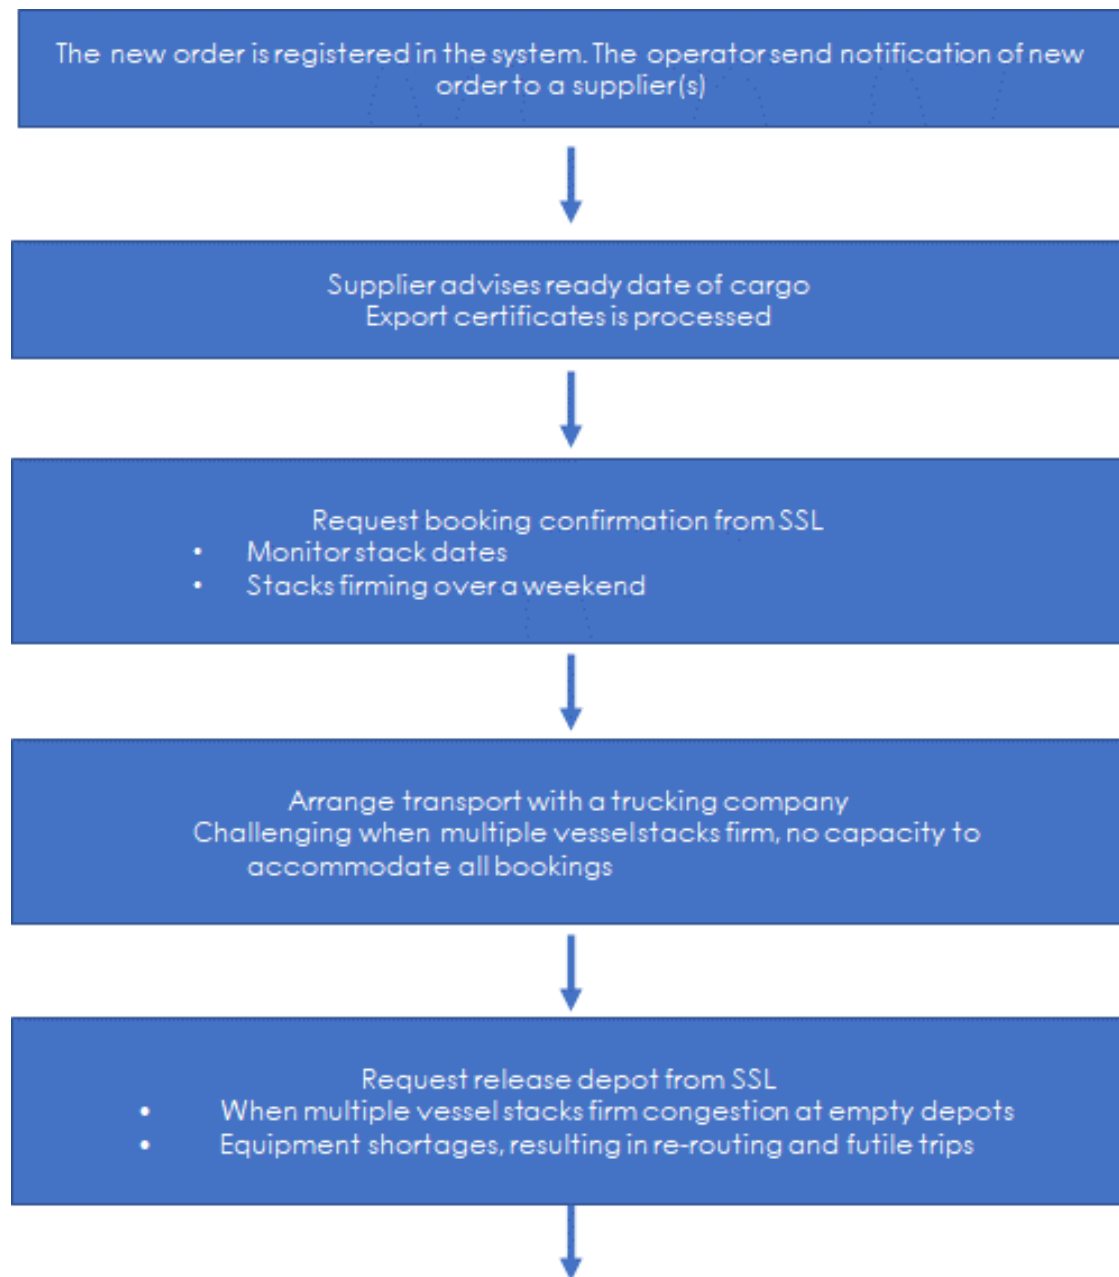 The new order is registered in the system. The operator send notification of new
order to a supplier(s)
Supplier advises ready date of cargo
Export certificates is processed
Request booking confirmation from SSL
• Monitor stack dates
• Stacks firming over a weekend
Arrange transport with a trucking company
Challenging when multiple vessel stacks firm, no capacity to
accommodate all bookings
Request release depot from SSL
• When multiple vessel stacks firm congestion at empty depots
• Equipment shortages, resulting in re-routing and futile trips